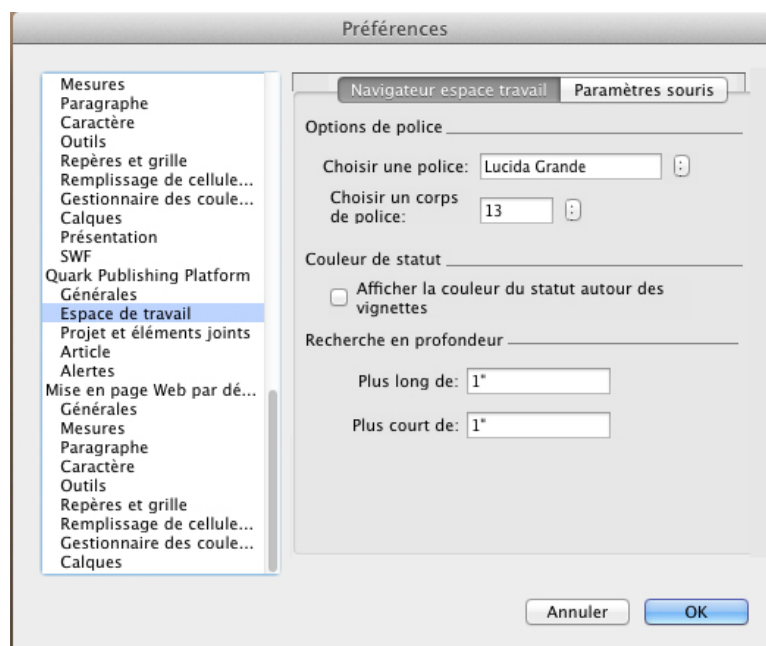 Préférences
Mesures
Paragraphe
Caractère
Outils
Repères et grille
Remplissage de cellule...
Gestionnaire des coule...
Calques
Présentation
SWF
Quark Publishing Platform
Générales
Espace de travail
Projet et éléments joints
Article
Alertes
Mise en page Web par dé...
Générales
Mesures
Paragraphe
Caractère
Outils
Repères et grille
Remplissage de cellule...
Gestionnaire des coule...
Calques
Navigateur espace travail Paramètres souris
Options de police
Choisir une police: Lucida Grande
Choisir un corps
de police: 13
Couleur de statut
Afficher la couleur du statut autour des
vignettes
Recherche en profondeur
Plus long de: 1"
Plus court de: 1"
Annuler OK